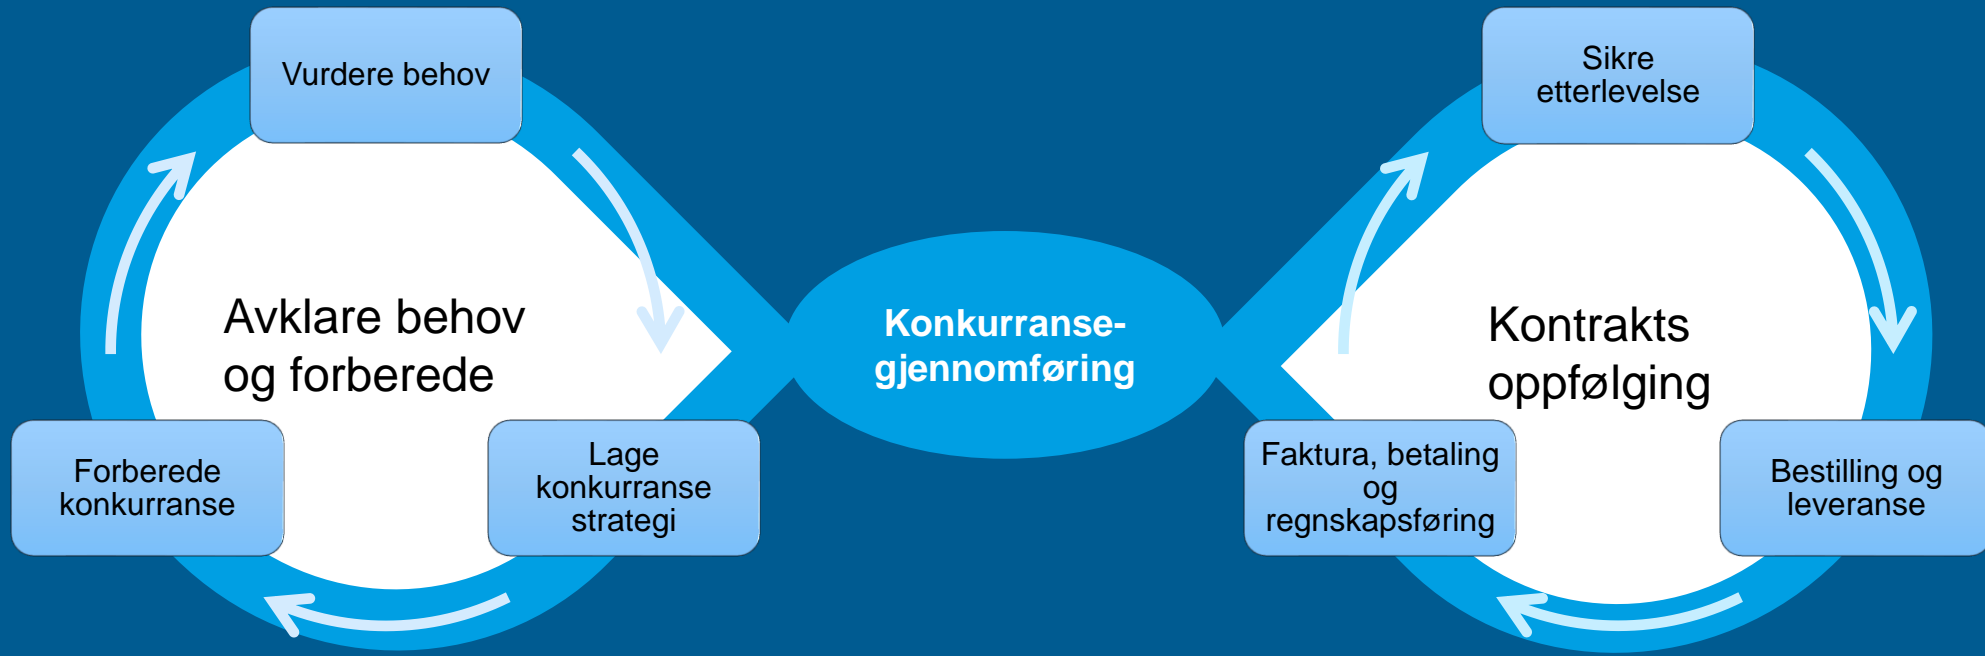 Vurdere behov
Avklare behov
og forberede
Forberede
konkurranse
Lage
konkurranse
strategi
Konkurranse-
gjennomføring
Sikre
etterlevelse
Kontrakts
oppfølging
Faktura, betaling
og
regnskapsføring
Bestilling og
leveranse